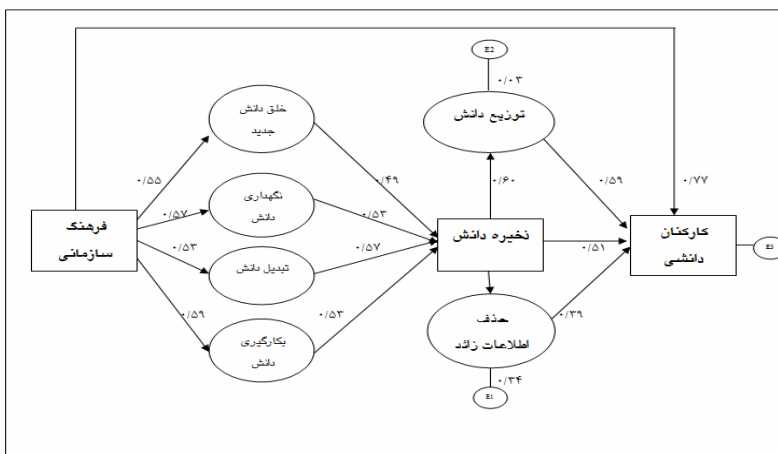 E2
۰/۰۳
توزیع دانش
خلق دانش
جدید
۰/۵۵
۰/۴۹
۰/۶۰
۰/۵۹
۰/۷۷
نگهداری
دانش
۰/۵۷
۰/۵۳
فرهنگ
سازمانی
ذخیره دانش
کارکنان
دانشی
E3
۰/۵۳
۰/۵۷
۰/۵۱
تبدیل دانش
۰/۵۹
۰/۵۳
بکارگیری
دانش
حذف
اطلاعات زائد
۰/۳۹
۰/۳۴
E1